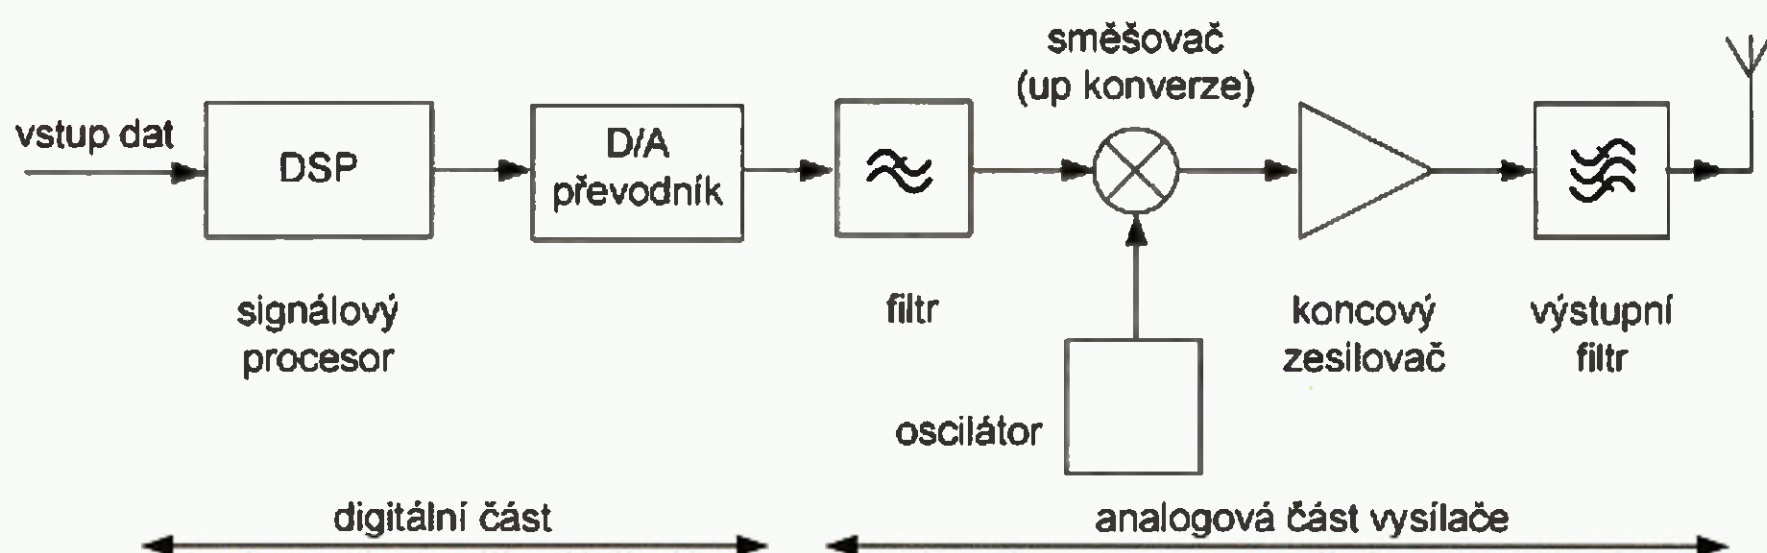 směšovač
(up konverze)
vstup dat
DSP
D/A
převodník
signálový
procesor
filtr
koncový
zesilovač
výstupní
filtr
oscilátor
digitální část
analogová část vysílače